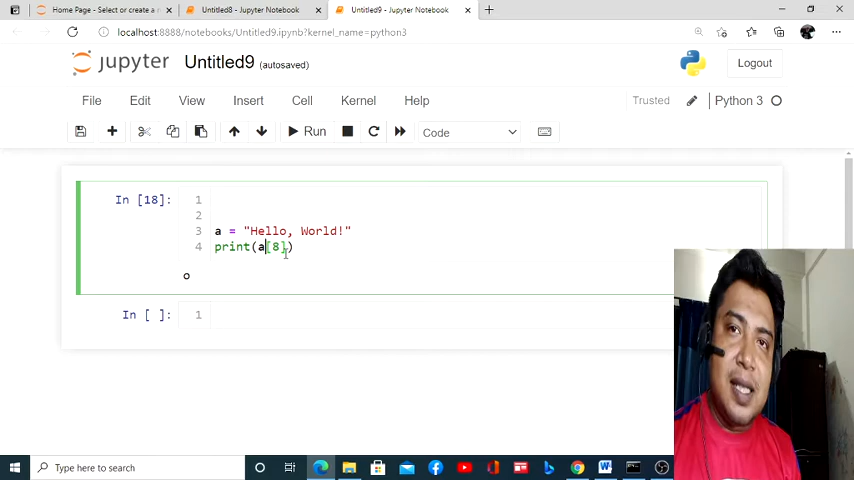 Home Page - Select or create a n
Untitled8 - Jupyter Notebook
Untitled9 - Jupyter Notebook
localhost:8888/notebooks/Untitled9.ipynb?kernel_name=python3
jupyter Untitled9 (autosaved)
Logout
File Edit View Insert Cell Kernel Help
Trusted
Python 3
Run
Code
In [18]:
1
2
3 a = "Hello, World!"
4 print(a[8])
o
In [ ]:
1
Type here to search